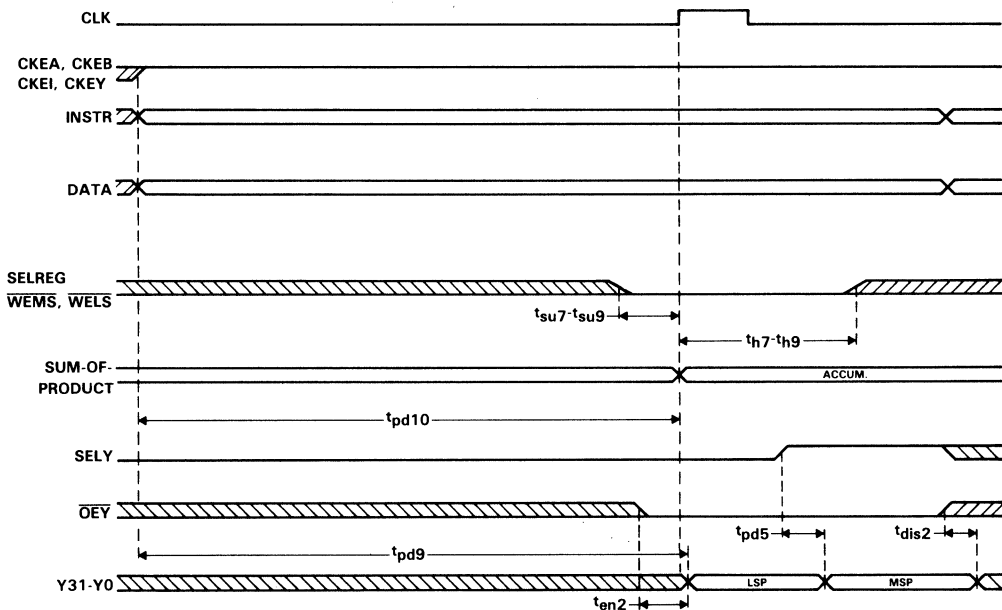 CLK
CKEA, CKEB
CKEI, CKEY
INSTR
DATA
SELREG
WEMS, WELS
tsu7-tsu9
th7-th9
SUM-OF-
PRODUCT
ACCUM.
tpd10
SELY
OEY
tpd5
tdis2
tpd9
Y31-Y0
LSP
MSP
ten2